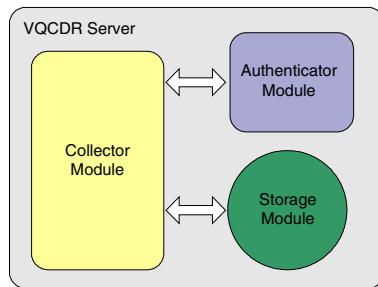 VQCDR Server
Authenticator
Module
Collector
Module
Storage
Module